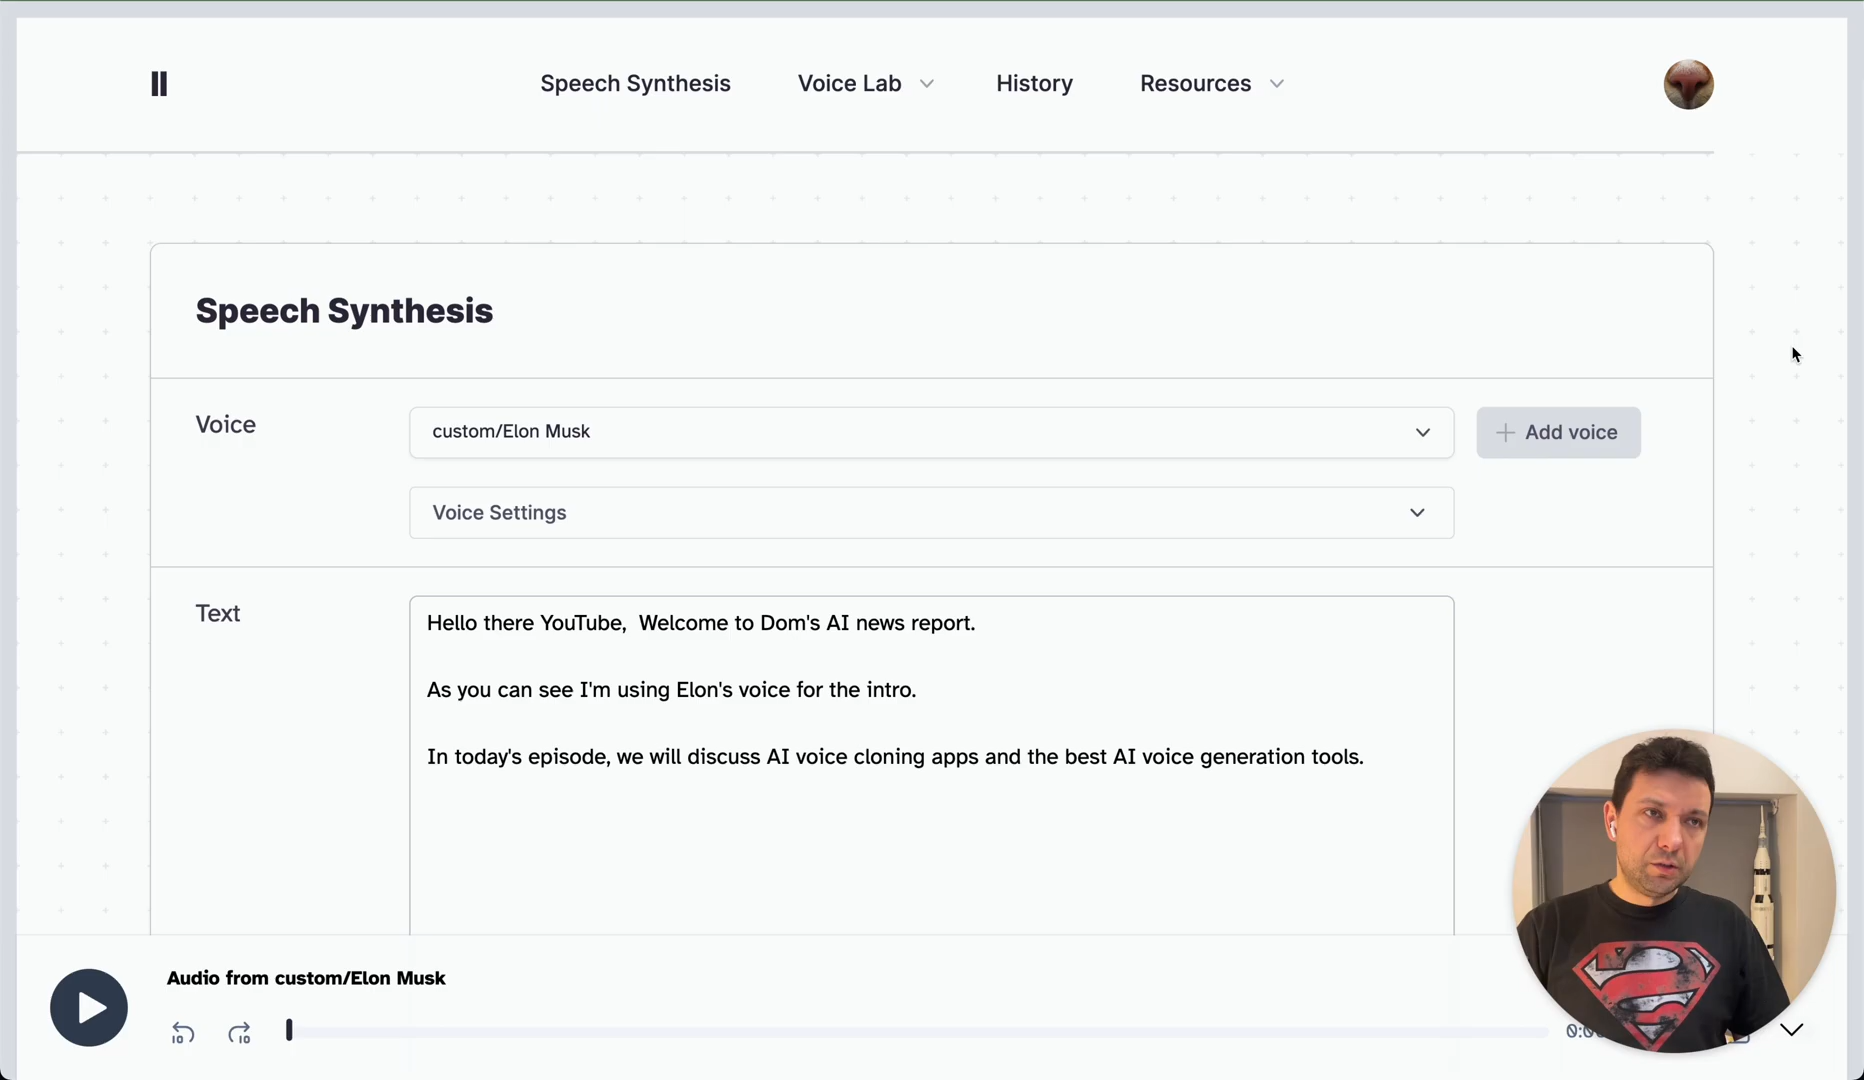 Speech Synthesis Voice Lab History Resources
Speech Synthesis
Voice
custom/Elon Musk
Add voice
Voice Settings
Text
Hello there YouTube,  Welcome to Dom's AI news report.
As you can see I'm using Elon's voice for the intro.
In today's episode, we will discuss AI voice cloning apps and the best AI voice generation tools.
Audio from custom/Elon Musk
10 10